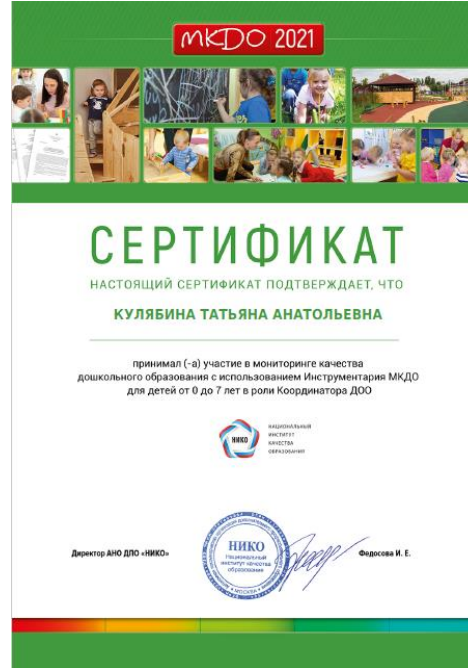 МКДО 2021
СЕРТИФИКАТ
НАСТОЯЩИЙ СЕРТИФИКАТ ПОДТВЕРЖДАЕТ, ЧТО
КУЛЯБИНА ТАТЬЯНА АНАТОЛЬЕВНА
принимал (-а) участие в мониторинге качества
дошкольного образования с использованием Инструментария МКДО
для детей от 0 до 7 лет в роли Координатора ДОО
НИКО
НАЦИОНАЛЬНЫЙ
ИНСТИТУТ
КАЧЕСТВА
ОБРАЗОВАНИЯ
Директор АНО ДПО «НИКО»
НИКО
Национальный
институт качества
образования
МОСКВА
Федосова И. Е.